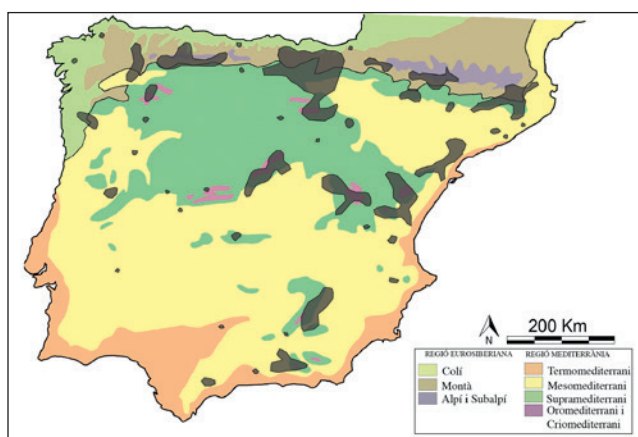 N
200 Km
REGIÓ EUROSIBERIANA
Colí
Montà
Alpí i Subalpí
REGIÓ MEDITERRÀNIA
Termomediterrani
Mesomediterrani
Supramediterrani
Oromediterrani i
Criomediterrani